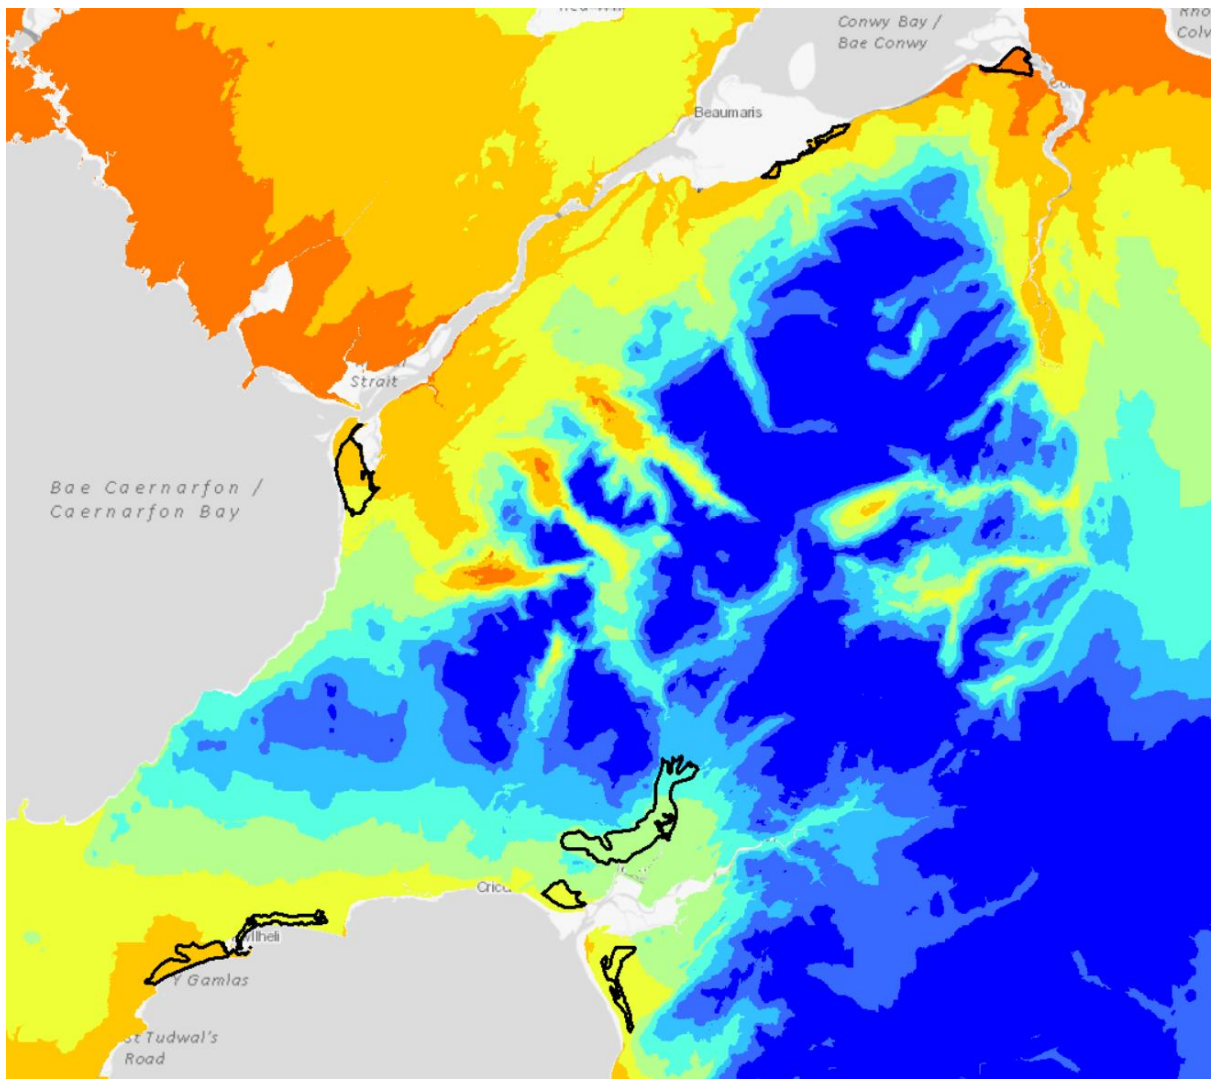 Conwy Bay /
Bae Conwy
Beaumaris
Strait
Bae Caernarfon /
Caernarfon Bay
Y Gamlas
St Tudwal's
Road